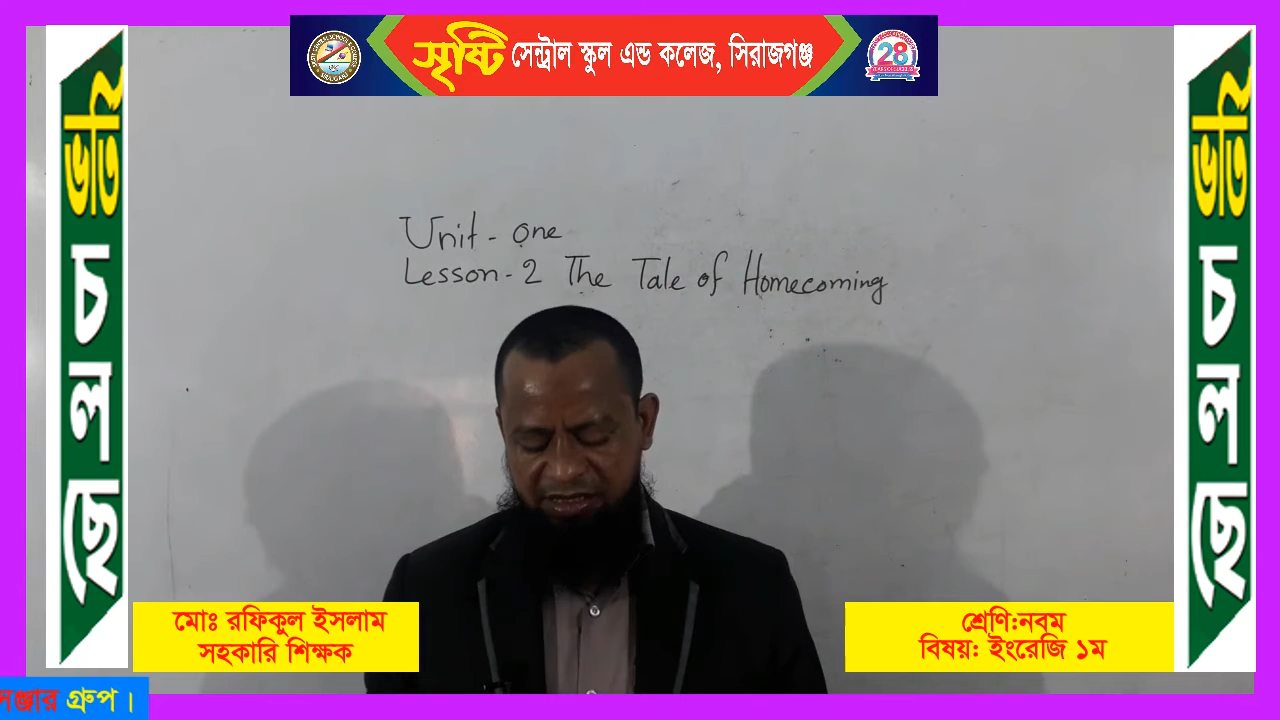 সৃষ্টি সেন্ট্রাল স্কুল এন্ড কলেজ, সিরাজগঞ্জ
28
ভর্তি চলছে
ভর্তি চলছে
Unit - one
Lesson - 2 The Tale of Homecoming
মোঃ রফিকুল ইসলাম
সহকারি শিক্ষক
শ্রেণি:নবম
বিষয়: ইংরেজি ১ম
গ্রুপ।